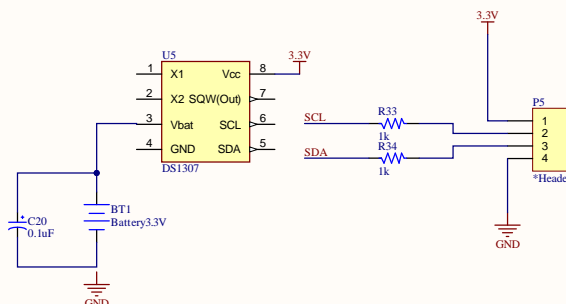 3.3V
U5
3.3V
1 X1 Vcc 8
2 X2 SQW(Out) 7
3 Vbat SCL 6
4 GND SDA 5
DS1307
SCL
R33
1k
SDA
R34
1k
P5
1
2
3
4
*Heade
GND
C20
0.1uF
BT1
Battery3.3V
GND